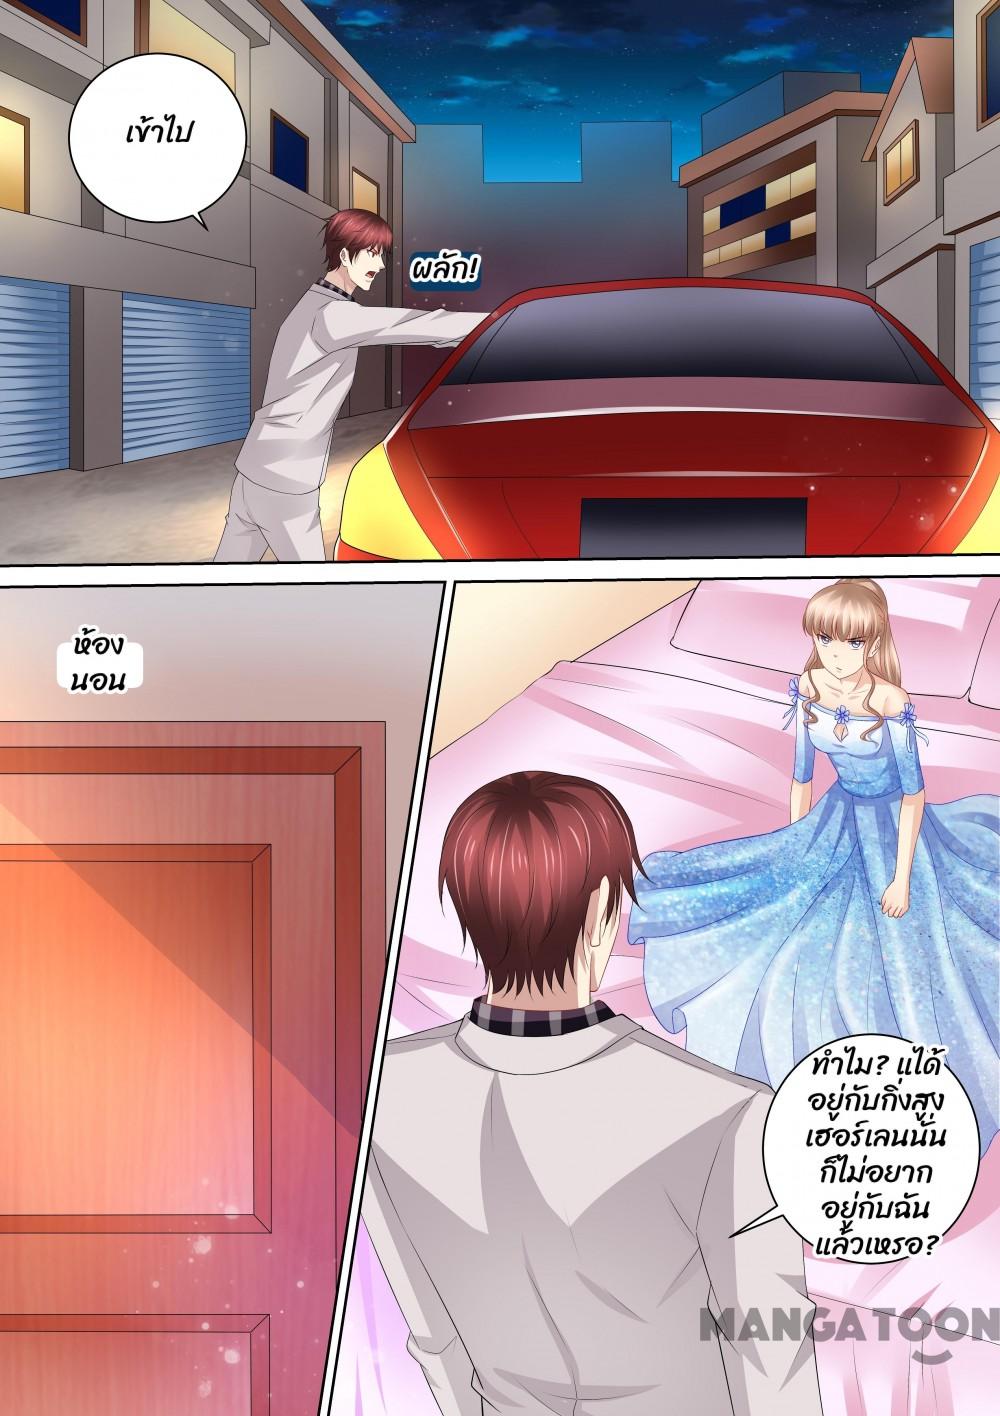 เข้าไป
ผลัก!
ห้อง
นอน
ทำไม? แได้
อยู่กับกิ่งสูง
เฮอร์เลนนั่น
ก็ไม่อยาก
อยู่กับฉัน
แล้วเหรอ?
MANGATOON